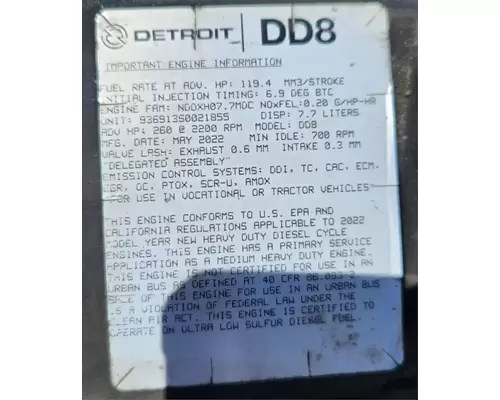 DETROIT DD8
IMPORTANT ENGINE INFORMATION
FUEL RATE AT ADV. HP: 119.4 MM3/STROKE
INITIAL INJECTION TIMING: 6.9 DEG BTC
ENGINE FAM: NDDXH07.7MDC NOxFEL:0.20 G/HP-HR
UNIT: 936913S0021855 DISP: 7.7 LITERS
ADV HP: 260 @ 2200 RPM MODEL: DD8
MFG. DATE: MAY 2022 MIN IDLE: 700 RPM
VALVE LASH: EXHAUST 0.6 MM INTAKE 0.3 MM
"DELEGATED ASSEMBLY"
EMISSION CONTROL SYSTEMS: DDI, TC, CAC, ECM,
EGR, OC, PTOX, SCR-U, AMOX
"FOR USE IN VOCATIONAL OR TRACTOR VEHICLES"
THIS ENGINE CONFORMS TO U.S. EPA AND
CALIFORNIA REGULATIONS APPLICABLE TO 2022
MODEL YEAR NEW HEAVY DUTY DIESEL CYCLE
ENGINES. THIS ENGINE HAS A PRIMARY SERVICE
APPLICATION AS A MEDIUM HEAVY DUTY ENGINE.
THIS ENGINE IS NOT CERTIFIED FOR USE IN AN
URBAN BUS AS DEFINED AT 40 CFR 86.093-2
SALE OF THIS ENGINE FOR USE IN AN URBAN BUS
IS A VIOLATION OF FEDERAL LAW UNDER THE
CLEAN AIR ACT. THIS ENGINE IS CERTIFIED TO
OPERATE ON ULTRA LOW SULFUR DIESEL FUEL.